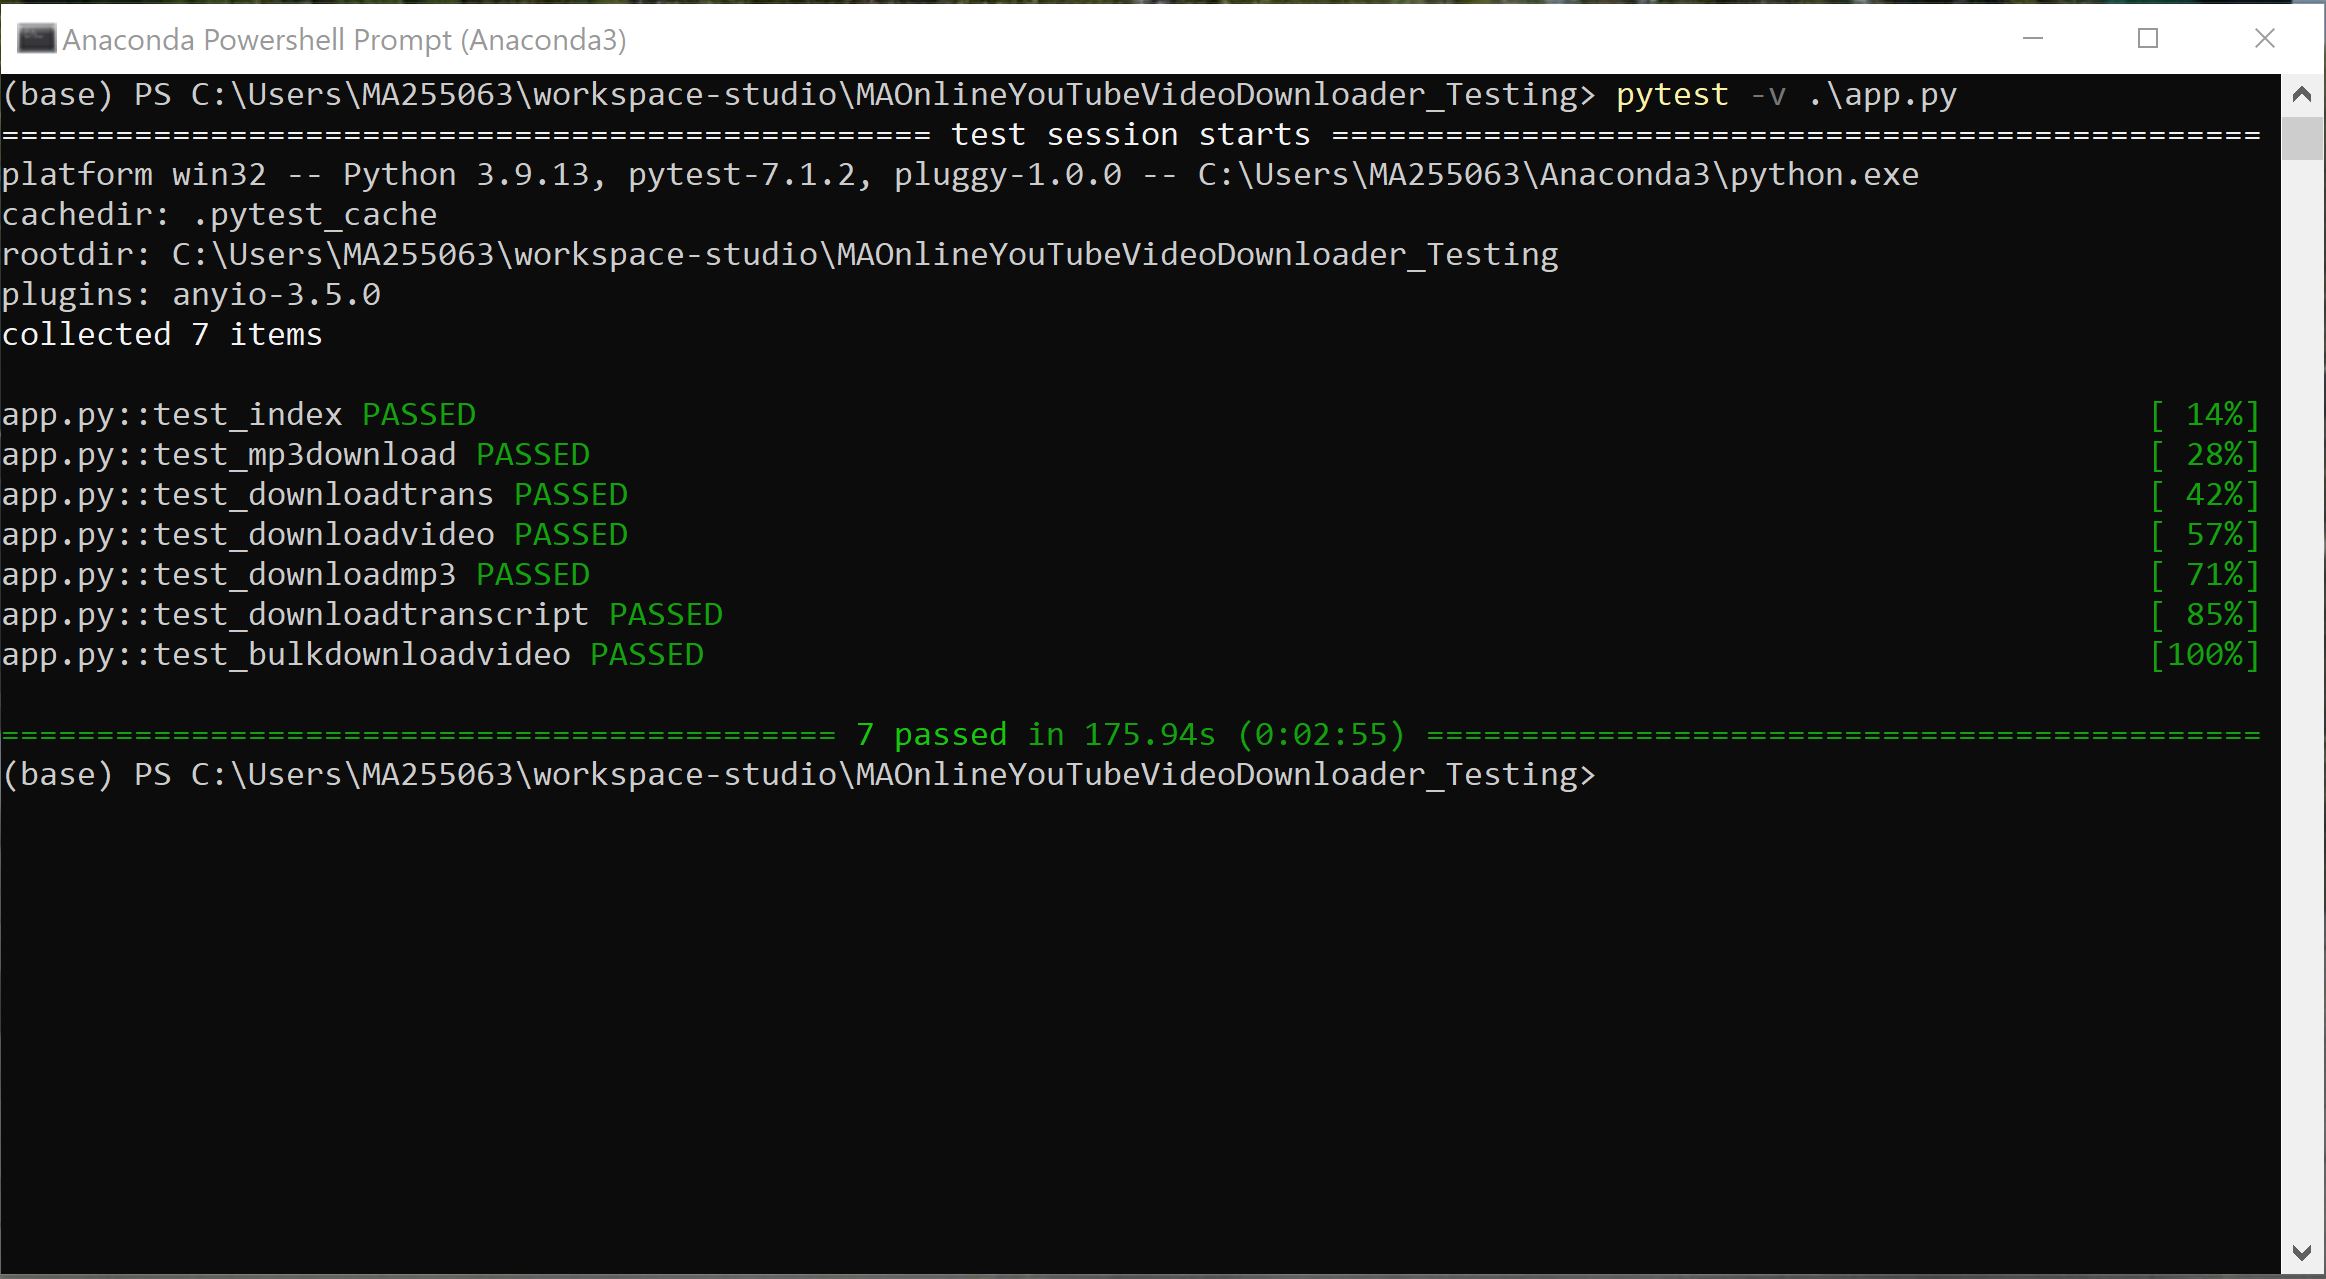 Anaconda Powershell Prompt (Anaconda3)
(base) PS C:\Users\MA255063\workspace-studio\MAOnlineYouTubeVideoDownloader_Testing> pytest -v .\app.py
================================================= test session starts =================================================
platform win32 -- Python 3.9.13, pytest-7.1.2, pluggy-1.0.0 -- C:\Users\MA255063\Anaconda3\python.exe
cachedir: .pytest_cache
rootdir: C:\Users\MA255063\workspace-studio\MAOnlineYouTubeVideoDownloader_Testing
plugins: anyio-3.5.0
collected 7 items
app.py::test_index PASSED [ 14%]
app.py::test_mp3download PASSED [ 28%]
app.py::test_downloadtrans PASSED [ 42%]
app.py::test_downloadvideo PASSED [ 57%]
app.py::test_downloadmp3 PASSED [ 71%]
app.py::test_downloadtranscript PASSED [ 85%]
app.py::test_bulkdownloadvideo PASSED [100%]
============================================ 7 passed in 175.94s (0:02:55) ============================================
(base) PS C:\Users\MA255063\workspace-studio\MAOnlineYouTubeVideoDownloader_Testing>